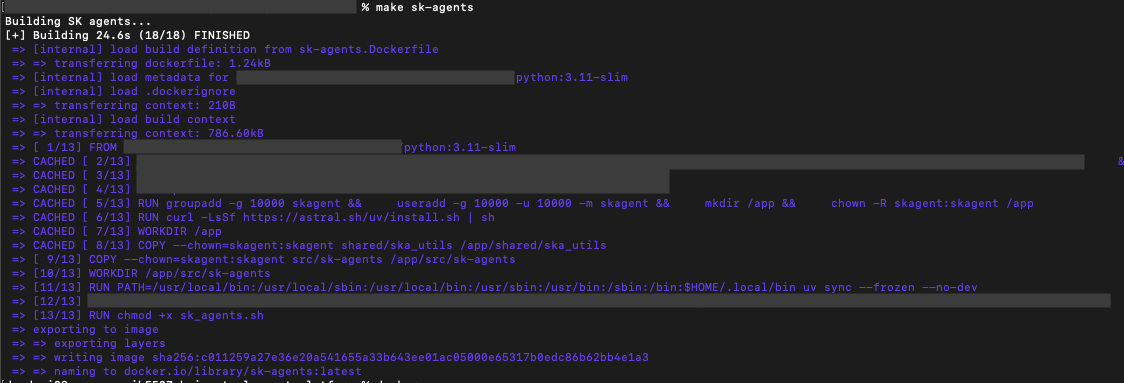 % make sk-agents
Building SK agents...
[+] Building 24.6s (18/18) FINISHED
=> [internal] load build definition from sk-agents.Dockerfile
=> => transferring dockerfile: 1.24kB
=> [internal] load metadata for python:3.11-slim
=> [internal] load .dockerignore
=> => transferring context: 210B
=> [internal] load build context
=> => transferring context: 786.60kB
=> [ 1/13] FROM python:3.11-slim
=> CACHED [ 2/13] &
=> CACHED [ 3/13]
=> CACHED [ 4/13]
=> CACHED [ 5/13] RUN groupadd -g 10000 skagent && useradd -g 10000 -u 10000 -m skagent && mkdir /app && chown -R skagent:skagent /app
=> CACHED [ 6/13] RUN curl -LsSf https://astral.sh/uv/install.sh | sh
=> CACHED [ 7/13] WORKDIR /app
=> CACHED [ 8/13] COPY --chown=skagent:skagent shared/ska_utils /app/shared/ska_utils
=> [ 9/13] COPY --chown=skagent:skagent src/sk-agents /app/src/sk-agents
=> [10/13] WORKDIR /app/src/sk-agents
=> [11/13] RUN PATH=/usr/local/bin:/usr/local/sbin:/usr/local/bin:/usr/sbin:/usr/bin:/sbin:/bin:$HOME/.local/bin uv sync --frozen --no-dev
=> [12/13]
=> [13/13] RUN chmod +x sk_agents.sh
=> exporting to image
=> => exporting layers
=> => writing image sha256:c011259a27e36e20a541655a33b643ee01ac05000e65317b0edc86b62bb4e1a3
=> => naming to docker.io/library/sk-agents:latest